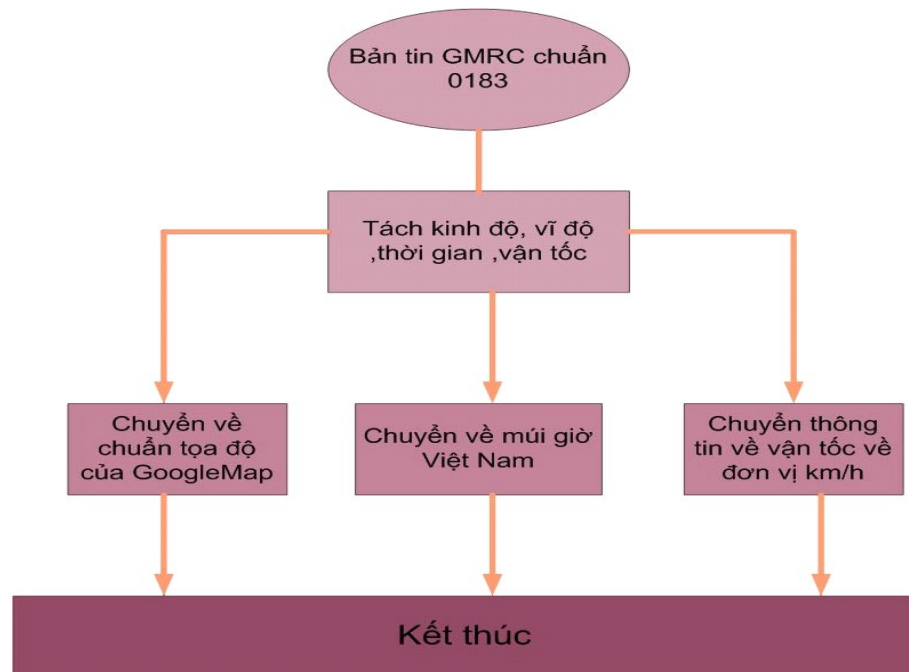 Bản tin GMRC chuẩn
0183
Tách kinh độ, vĩ độ
,thời gian ,vận tốc
Chuyển về
chuẩn tọa độ
của GoogleMap
Chuyển về múi giờ
Việt Nam
Chuyển thông
tin về vận tốc về
đơn vị km/h
Kết thúc